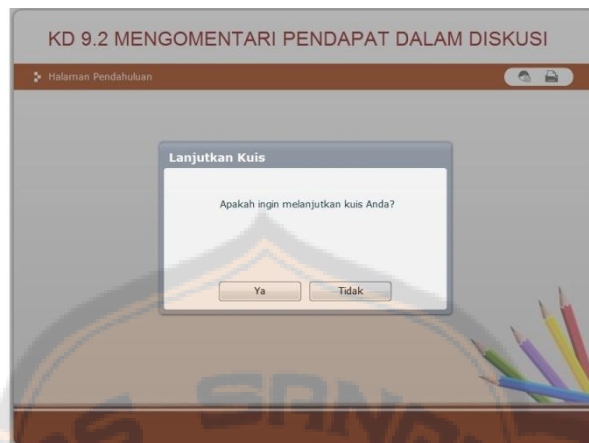 KD 9.2 MENGOMENTARI PENDAPAT DALAM DISKUSI
Halaman Pendahuluan
Lanjutkan Kuis
Apakah ingin melanjutkan kuis Anda?
Ya
Tidak